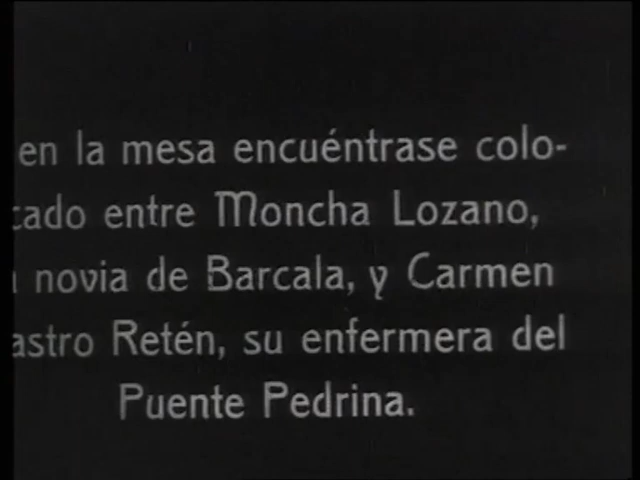 en la mesa encuéntrase colo-
cado entre Moncha Lozano,
novia de Barcala, y Carmen
astro Retén, su enfermera del
Puente Pedrina.